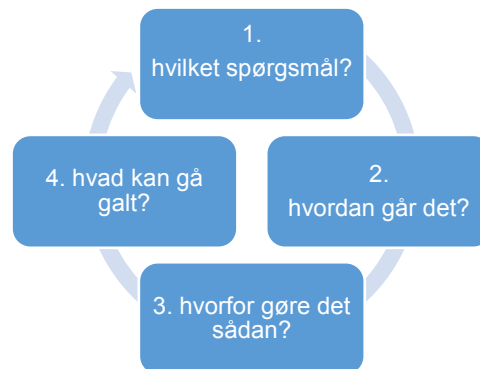 1.
hvilket spørgsmål?
2.
hvordan går det?
3. hvorfor gøre det
sådan?
4. hvad kan gå
galt?